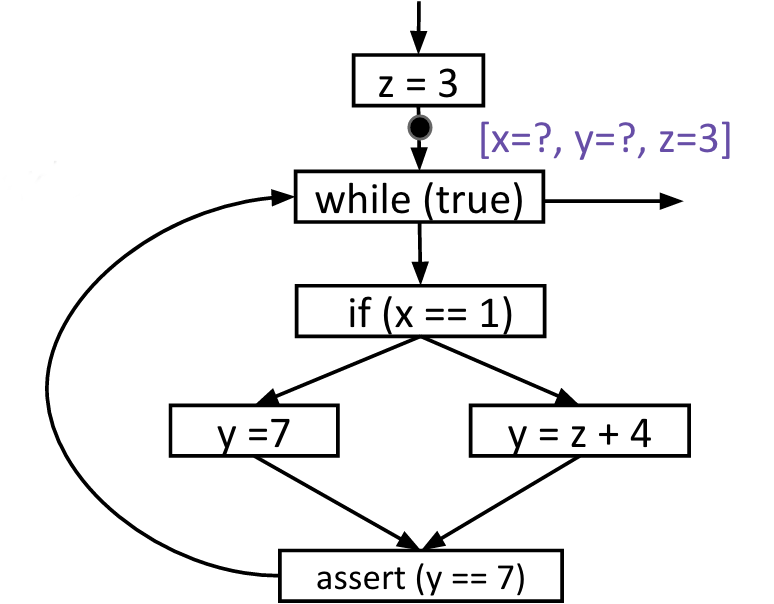 z = 3
[x=?, y=?, z=3]
while (true)
if (x == 1)
y =7
y = z + 4
assert (y == 7)